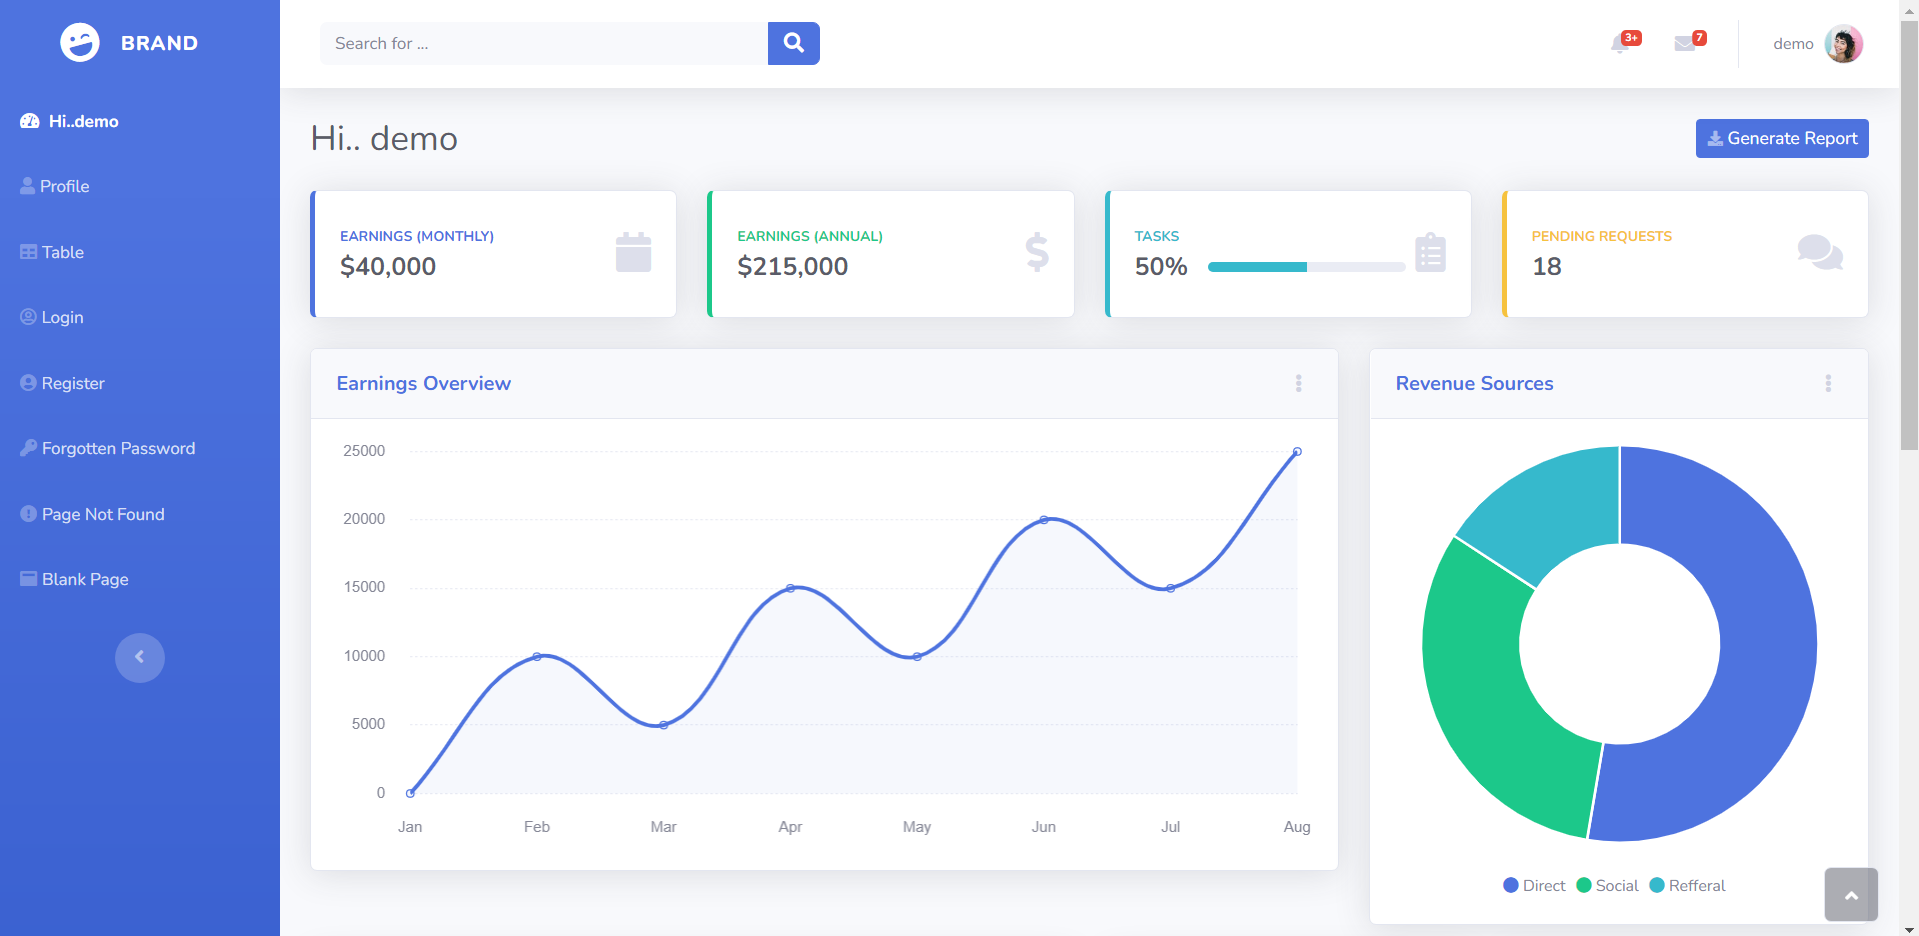 BRAND
Search for ...
3+
7
demo
Hi..demo
Profile
Table
Login
Register
Forgotten Password
Page Not Found
Blank Page
Hi.. demo
Generate Report
EARNINGS (MONTHLY)
$40,000
EARNINGS (ANNUAL)
$215,000
TASKS
50%
PENDING REQUESTS
18
Earnings Overview
25000
20000
15000
10000
5000
0
Jan Feb Mar Apr May Jun Jul Aug
Revenue Sources
Direct Social Refferal